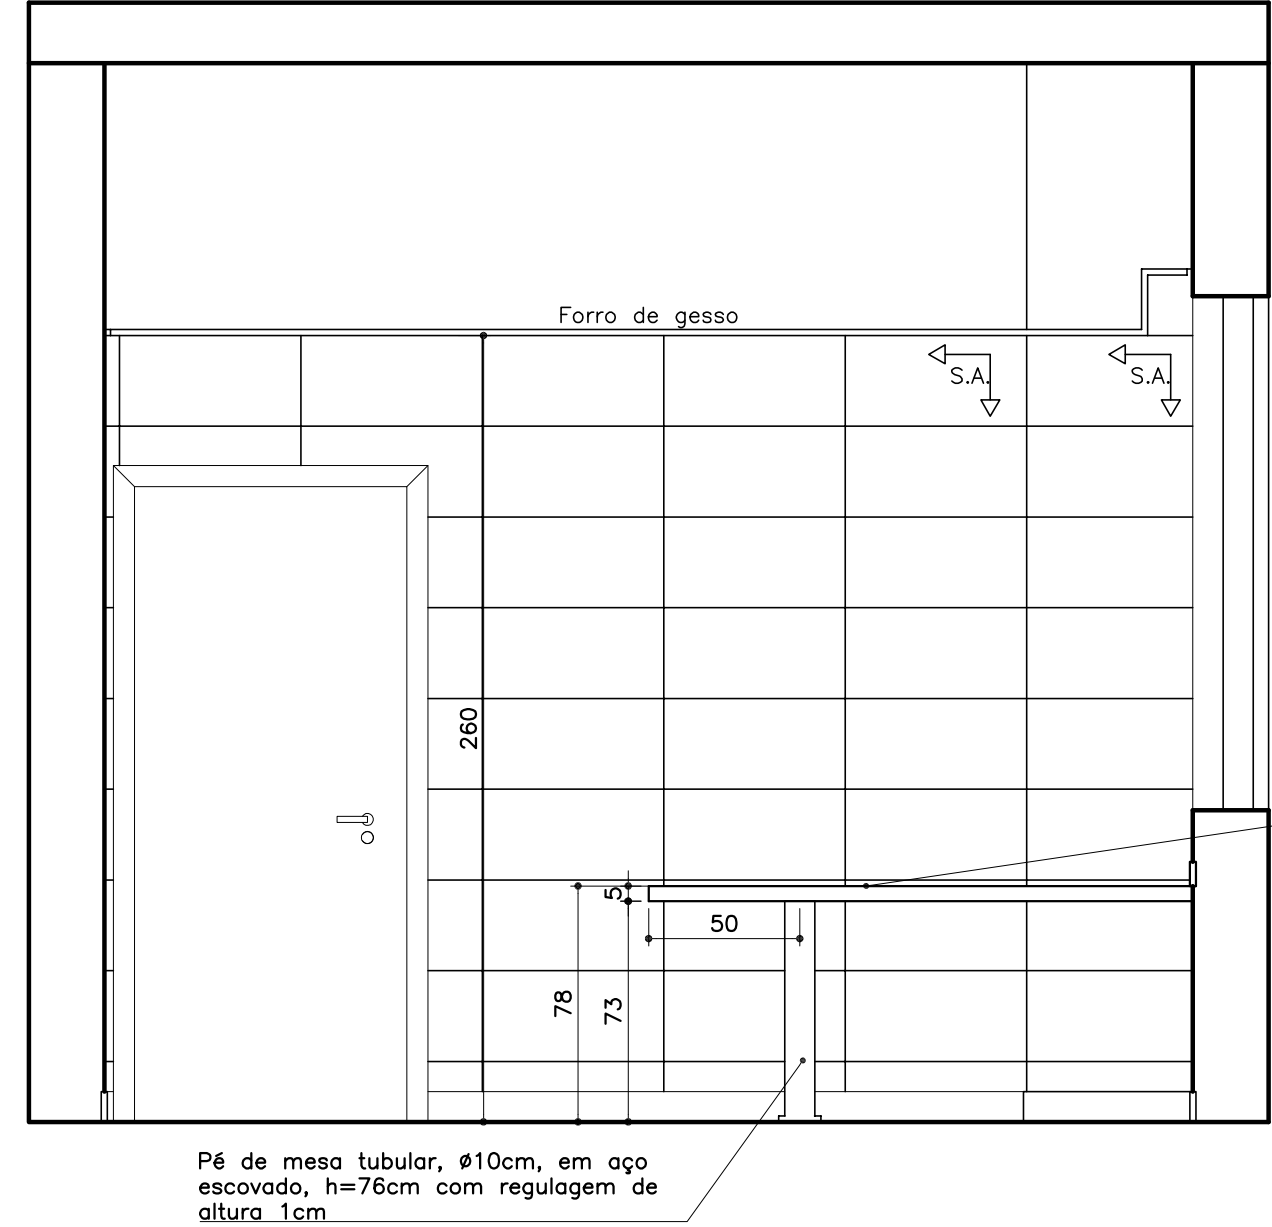 Forro de gesso
S.A.
S.A.
260
5
50
78
73
Pé de mesa tubular, ø10cm, em aço
escovado, h=76cm com regulagem de
altura 1cm